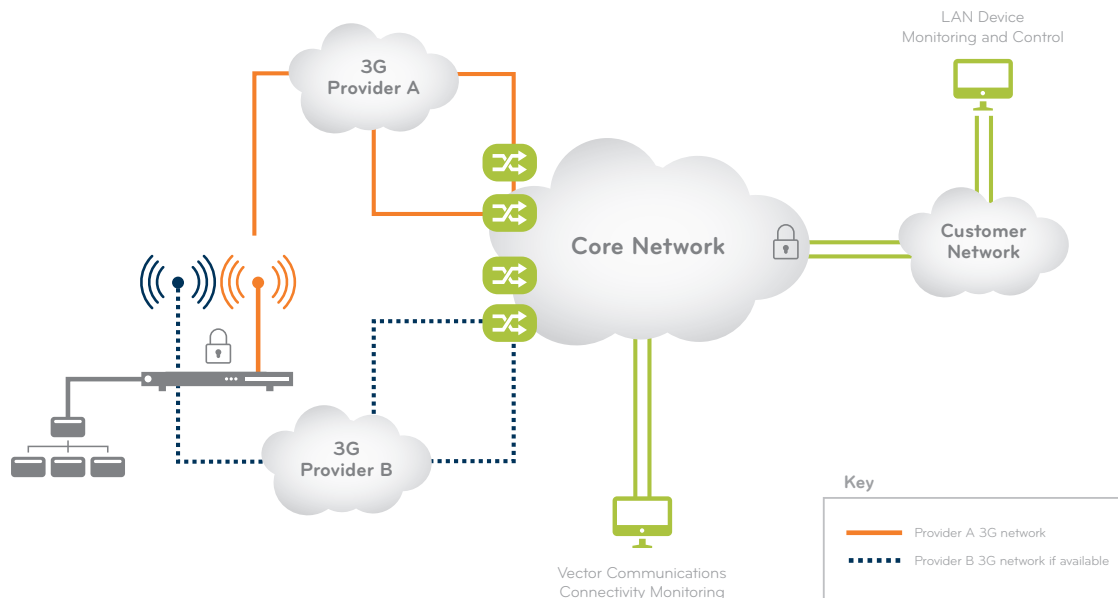 LAN Device
Monitoring and Control
3G
Provider A
Core Network
Customer
Network
3G
Provider B
Key
Provider A 3G network
Provider B 3G network if available
Vector Communications
Connectivity Monitoring